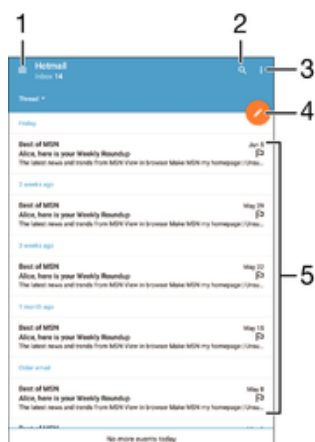 1
2
Hotmail
Inbox 14
3
Thread
4
Friday
Best of MSN Jun 5
Alice, here is your Weekly Roundup
The latest news and trends from MSN View in browser Make MSN my homepage | Unsu...
2 weeks ago
Best of MSN May 29
Alice, here is your Weekly Roundup
The latest news and trends from MSN View in browser Make MSN my homepage | Unsu...
2 weeks ago
Best of MSN May 22
Alice, here is your Weekly Roundup
The latest news and trends from MSN View in browser Make MSN my homepage | Unsu...
5
1 month ago
Best of MSN May 15
Alice, here is your Weekly Roundup
The latest news and trends from MSN View in browser Make MSN my homepage | Unsu...
Older email
Best of MSN May 8
Alice, here is your Weekly Roundup
The latest news and trends from MSN View in browser Make MSN my homepage | Unsu...
No more events today